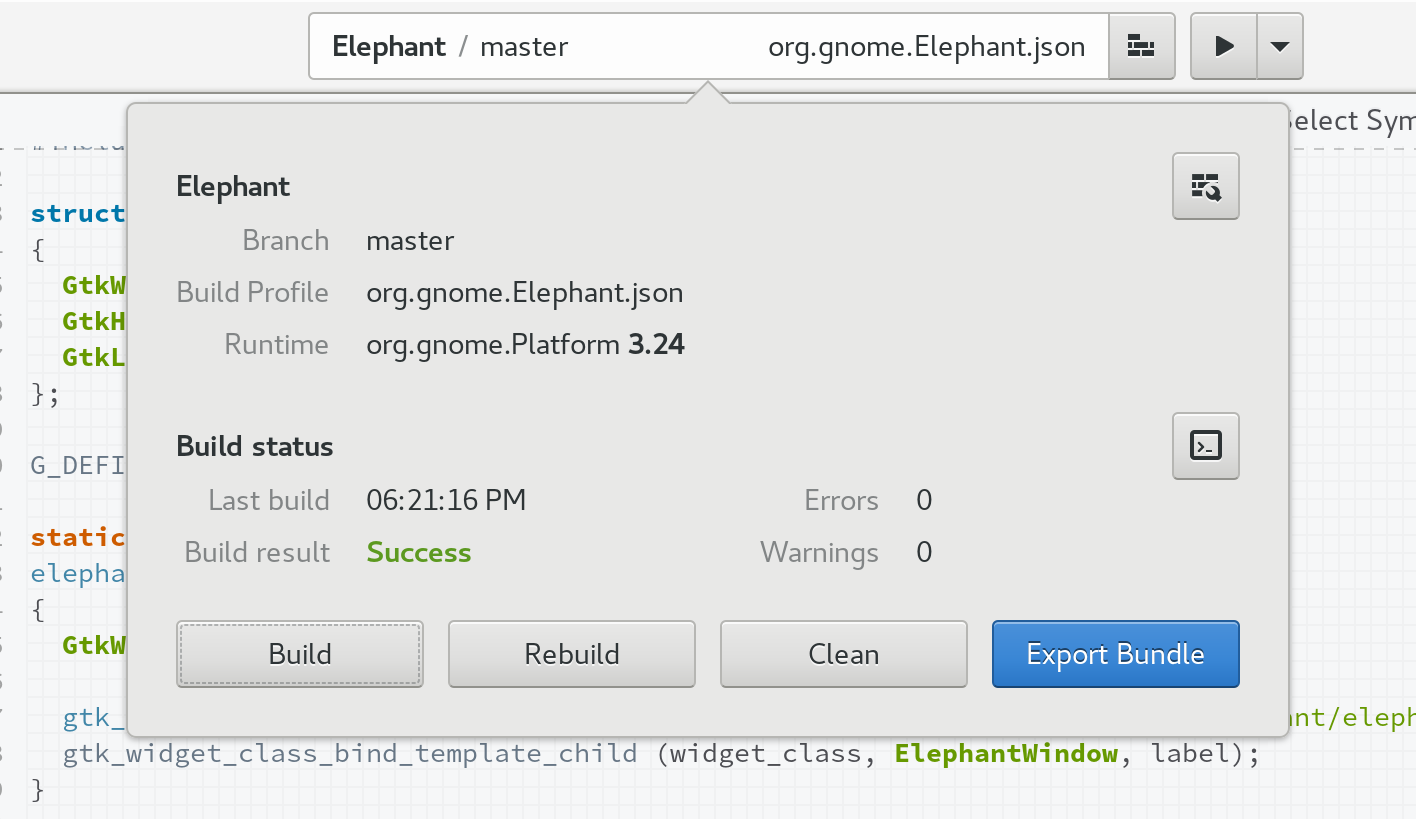 Elephant / master org.gnome.Elephant.json
Elephant
Branch master
Build Profile org.gnome.Elephant.json
Runtime org.gnome.Platform 3.24
Build status
Last build 06:21:16 PM Errors 0
Build result Success Warnings 0
Build Rebuild Clean Export Bundle
elect Sym
struct
{
GtkW
GtkH
GtkL
};
G_DEFI
static
elepha
{
GtkW
gtk_ nt/eleph
gtk_widget_class_bind_template_child (widget_class, ElephantWindow, label);
}